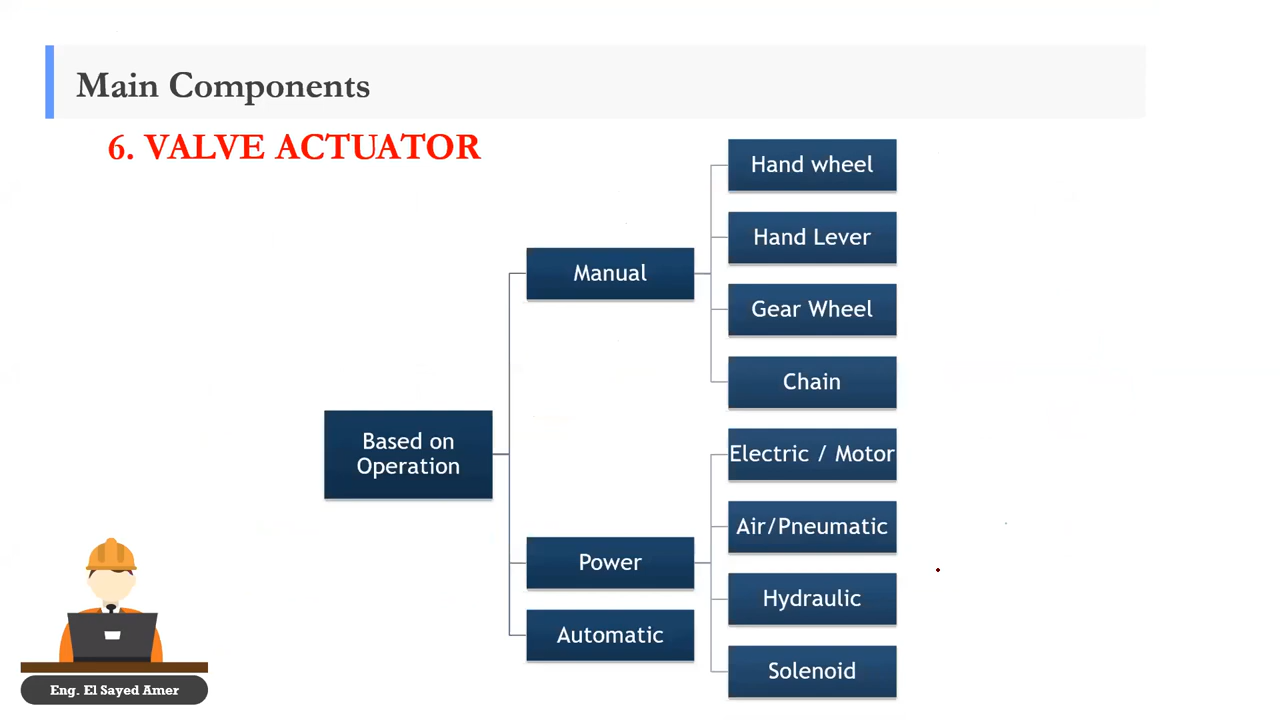 Main Components
6. VALVE ACTUATOR
Based on
Operation
Manual
Hand wheel
Hand Lever
Gear Wheel
Chain
Power
Electric / Motor
Air/Pneumatic
Hydraulic
Solenoid
Automatic
Eng. El Sayed Amer